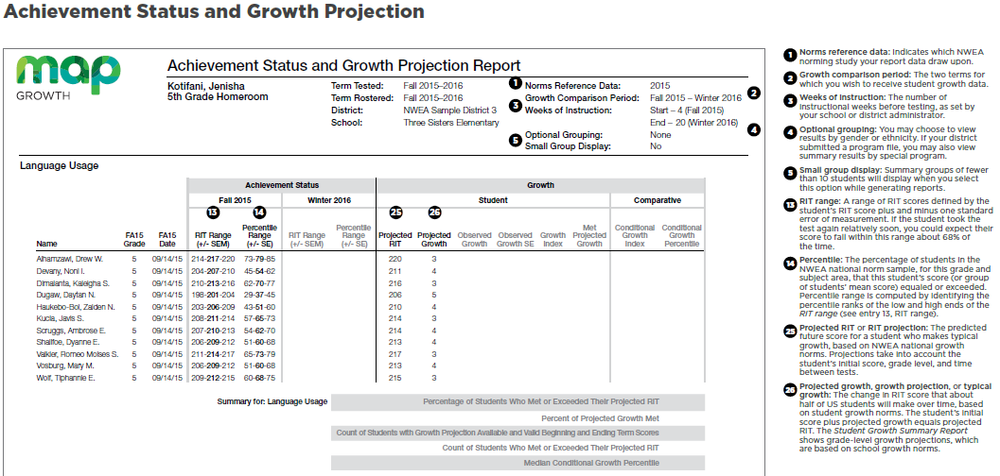 Achievement Status and Growth Projection
map
GROWTH
Achievement Status and Growth Projection Report
Kotifani, Jenisha
5th Grade Homeroom
Term Tested: Fall 2015–2016
Term Rostered: Fall 2015–2016
District: NWEA Sample District 3
School: Three Sisters Elementary
1 Norms Reference Data: 2015
Growth Comparison Period: Fall 2015 – Winter 2016 2
3 Weeks of Instruction: Start – 4 (Fall 2015)
End – 20 (Winter 2016)
4
Optional Grouping: None
5 Small Group Display: No
Language Usage
Achievement Status Growth
Fall 2015 Winter 2016 Student Comparative
13 14 25 26
Name FA15 Grade FA15 Date RIT Range (+/- SEM) Percentile Range (+/- SE) RIT Range (+/- SEM) Percentile Range (+/- SE) Projected RIT Projected Growth Observed Growth Observed Growth SE Growth Index Met Projected Growth Conditional Growth Index Conditional Growth Percentile
Alhamzawi, Drew W. 5 09/14/15 214-217-220 73-79-85 220 3
Devany, Noni I. 5 09/14/15 204-207-210 45-54-62 211 4
Dimalanta, Kaleigha S. 5 09/14/15 210-213-216 62-70-77 216 3
Dugaw, Daytan N. 5 09/14/15 198-201-204 29-37-45 206 5
Haukebo-Bol, Zaiden N. 5 09/14/15 203-206-209 43-51-60 210 4
Kucia, Javis S. 5 09/14/15 208-211-214 57-65-73 214 3
Scruggs, Ambrose E. 5 09/14/15 207-210-213 54-62-70 214 4
Shalifoe, Dyanne E. 5 09/14/15 206-209-212 51-60-68 213 4
Valkier, Romeo Moises S. 5 09/14/15 211-214-217 65-73-79 217 3
Vosburg, Mary M. 5 09/14/15 206-209-212 51-60-68 213 4
Wolf, Tiphannie E. 5 09/14/15 209-212-215 60-68-75 215 3
Summary for: Language Usage Percentage of Students Who Met or Exceeded Their Projected RIT
Percent of Projected Growth Met
Count of Students with Growth Projection Available and Valid Beginning and Ending Term Scores
Count of Students Who Met or Exceeded Their Projected RIT
Median Conditional Growth Percentile
1 Norms reference data: Indicates which NWEA
norming study your report data draw upon.
2 Growth comparison period: The two terms for
which you wish to receive student growth data.
3 Weeks of Instruction: The number of
instructional weeks before testing, as set by
your school or district administrator.
4 Optional grouping: You may choose to view
results by gender or ethnicity. If your district
submitted a program file, you may also view
summary results by special program.
5 Small group display: Summary groups of fewer
than 10 students will display when you select
this option while generating reports.
13 RIT range: A range of RIT scores defined by the
student's RIT score plus and minus one standard
error of measurement. If the student took the
test again relatively soon, you could expect their
score to fall within this range about 68% of
the time.
14 Percentile: The percentage of students in the
NWEA national norm sample, for this grade and
subject area, that this student's score (or group
of students' mean score) equaled or exceeded.
Percentile range is computed by identifying the
percentile ranks of the low and high ends of the
RIT range (see entry 13, RIT range).
25 Projected RIT or RIT projection: The predicted
future score for a student who makes typical
growth, based on NWEA national growth
norms. Projections take into account the
student's initial score, grade level, and time
between tests.
26 Projected growth, growth projection, or typical
growth: The change in RIT score that about
half of US students will make over time, based
on student growth norms. The student's initial
score plus projected growth equals projected
RIT. The Student Growth Summary Report
shows grade-level growth projections, which
are based on school growth norms.